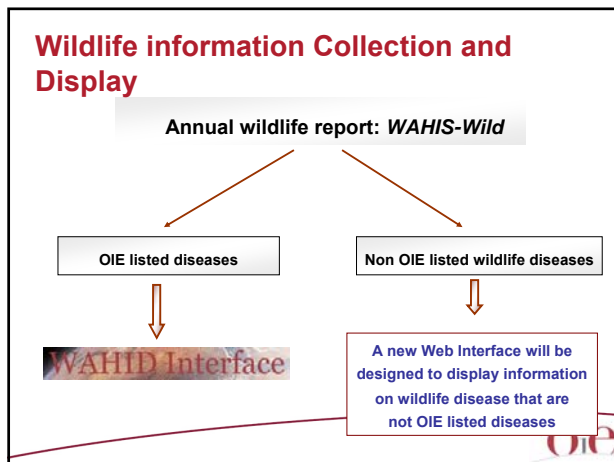 Wildlife information Collection and
Display
Annual wildlife report: WAHIS-Wild
OIE listed diseases
Non OIE listed wildlife diseases
WAHID Interface
A new Web Interface will be
designed to display information
on wildlife disease that are
not OIE listed diseases
Oie